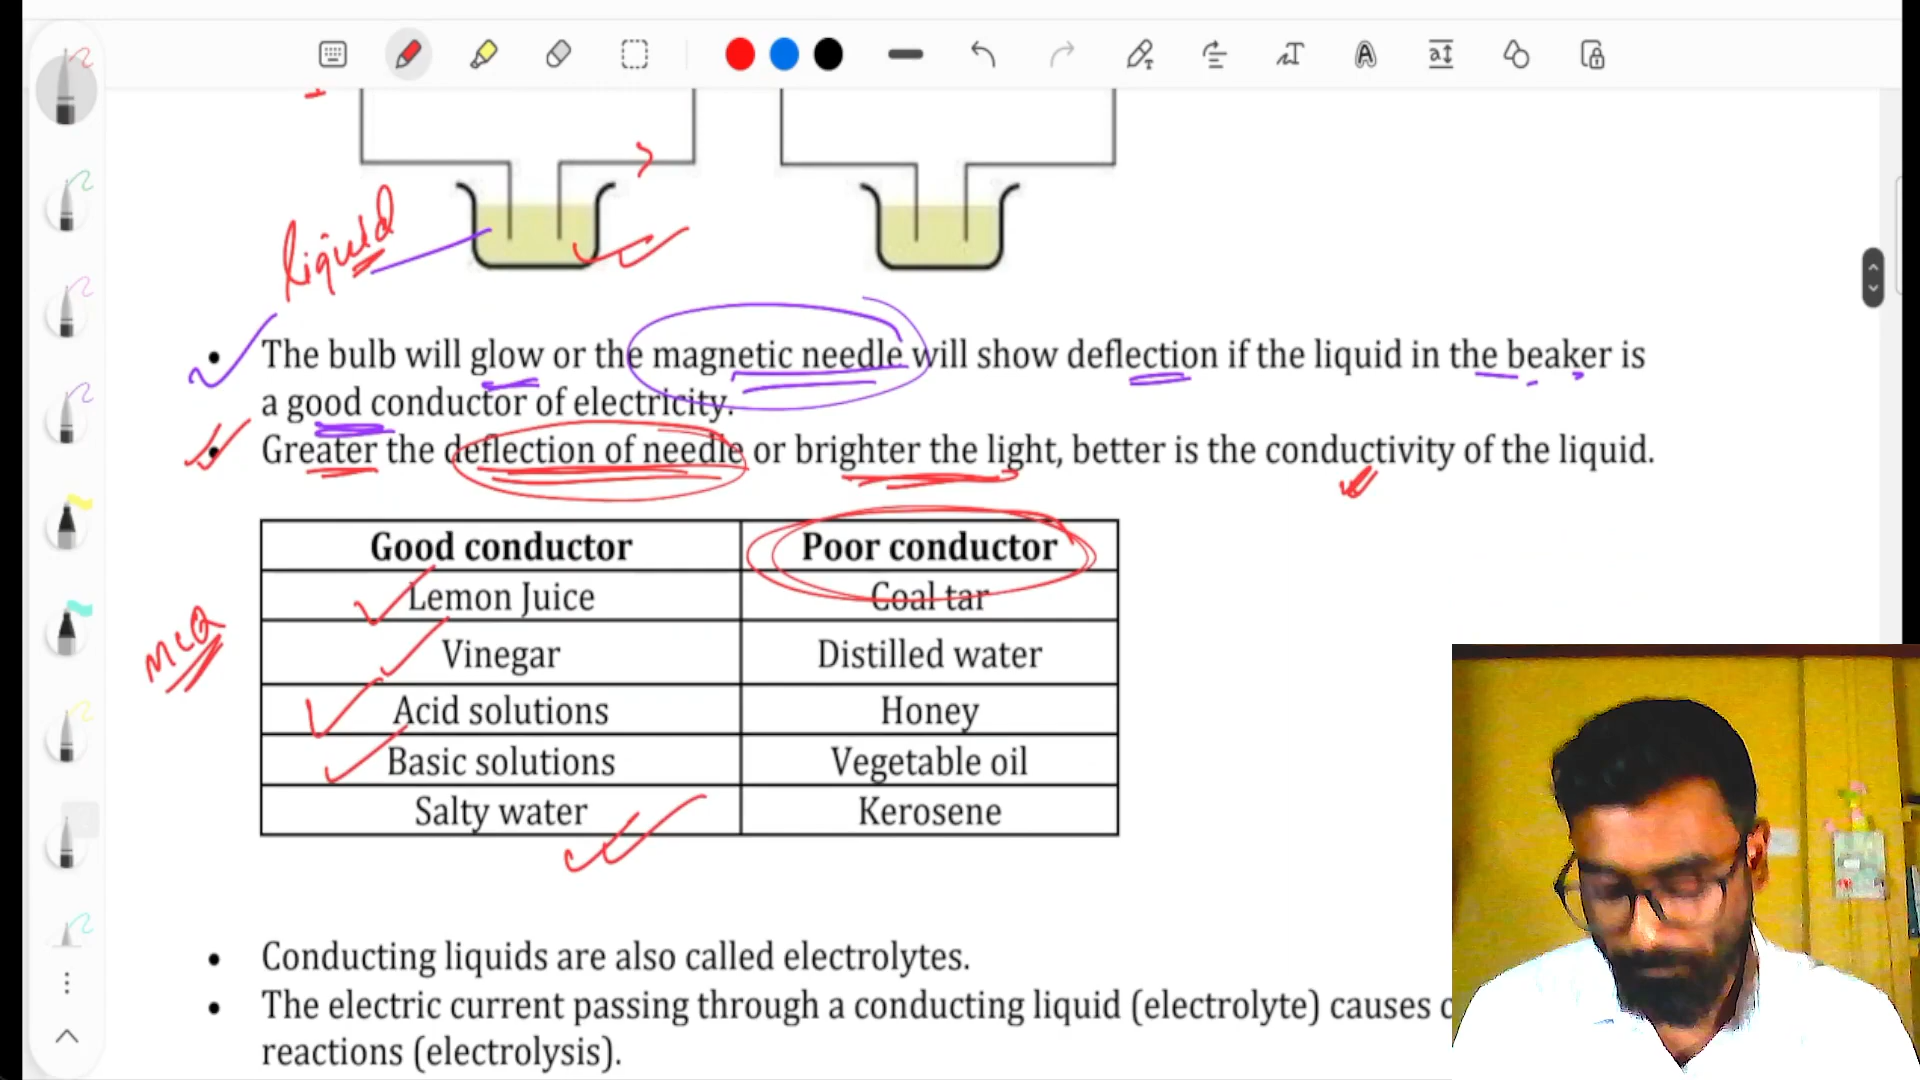 liquid
The bulb will glow or the magnetic needle will show deflection if the liquid in the beaker is
a good conductor of electricity.
Greater the deflection of needle or brighter the light, better is the conductivity of the liquid.
Good conductor Poor conductor
Lemon Juice Coal tar
MCQ
Vinegar Distilled water
Acid solutions Honey
Basic solutions Vegetable oil
Salty water Kerosene
Conducting liquids are also called electrolytes.
The electric current passing through a conducting liquid (electrolyte) causes
reactions (electrolysis).